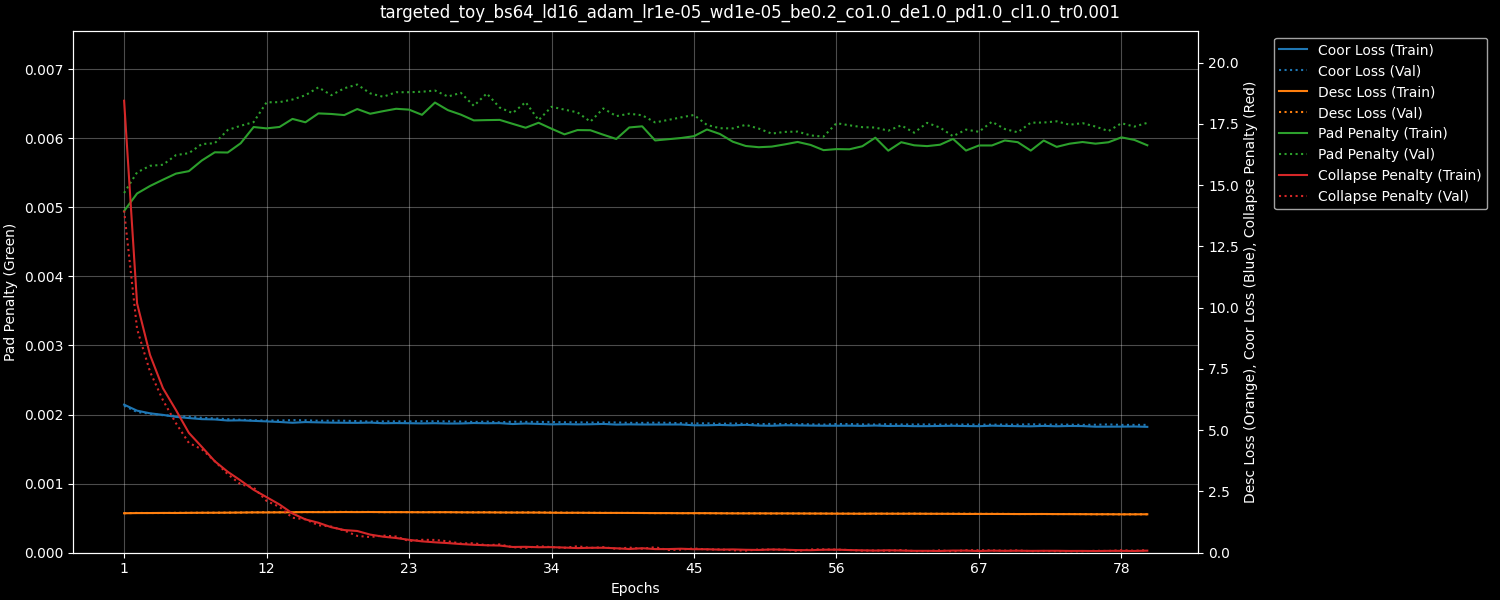 targeted_toy_bs64_ld16_adam_lr1e-05_wd1e-05_be0.2_co1.0_de1.0_pd1.0_cl1.0_tr0.001
Pad Penalty (Green)
0.007
0.006
0.005
0.004
0.003
0.002
0.001
0.000
1
12
23
34
45
56
67
78
Epochs
20.0
17.5
15.0
12.5
10.0
7.5
5.0
2.5
0.0
Desc Loss (Orange), Coor Loss (Blue), Collapse Penalty (Red)
Coor Loss (Train)
Coor Loss (Val)
Desc Loss (Train)
Desc Loss (Val)
Pad Penalty (Train)
Pad Penalty (Val)
Collapse Penalty (Train)
Collapse Penalty (Val)